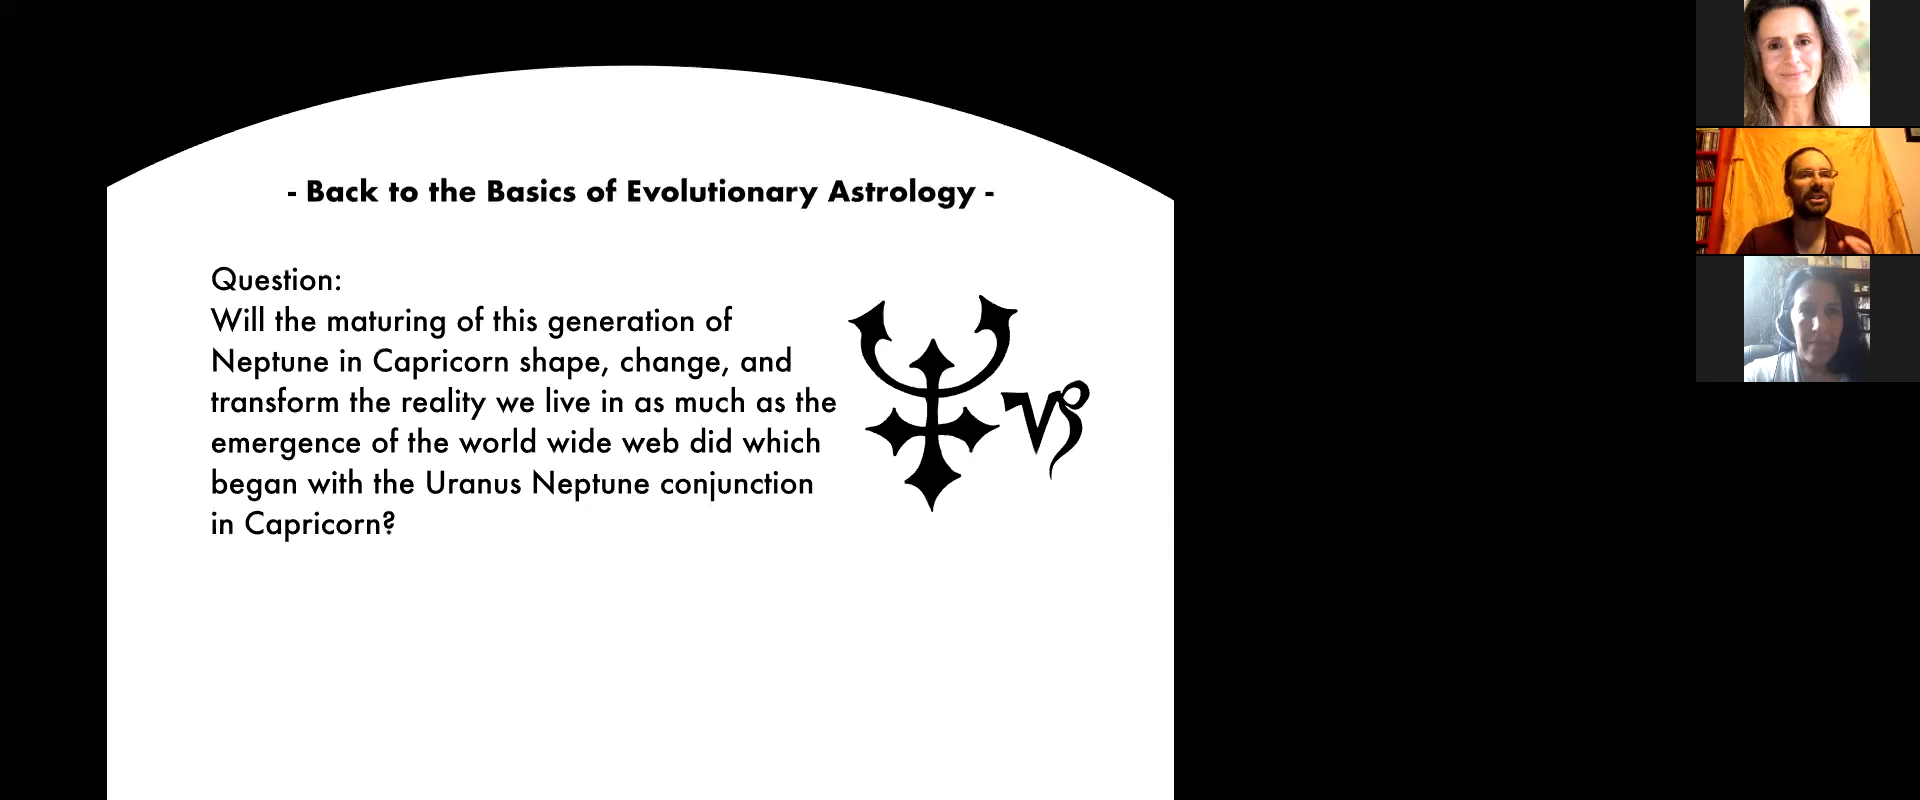 - Back to the Basics of Evolutionary Astrology -
Question:
Will the maturing of this generation of
Neptune in Capricorn shape, change, and
transform the reality we live in as much as the
emergence of the world wide web did which
began with the Uranus Neptune conjunction
in Capricorn?